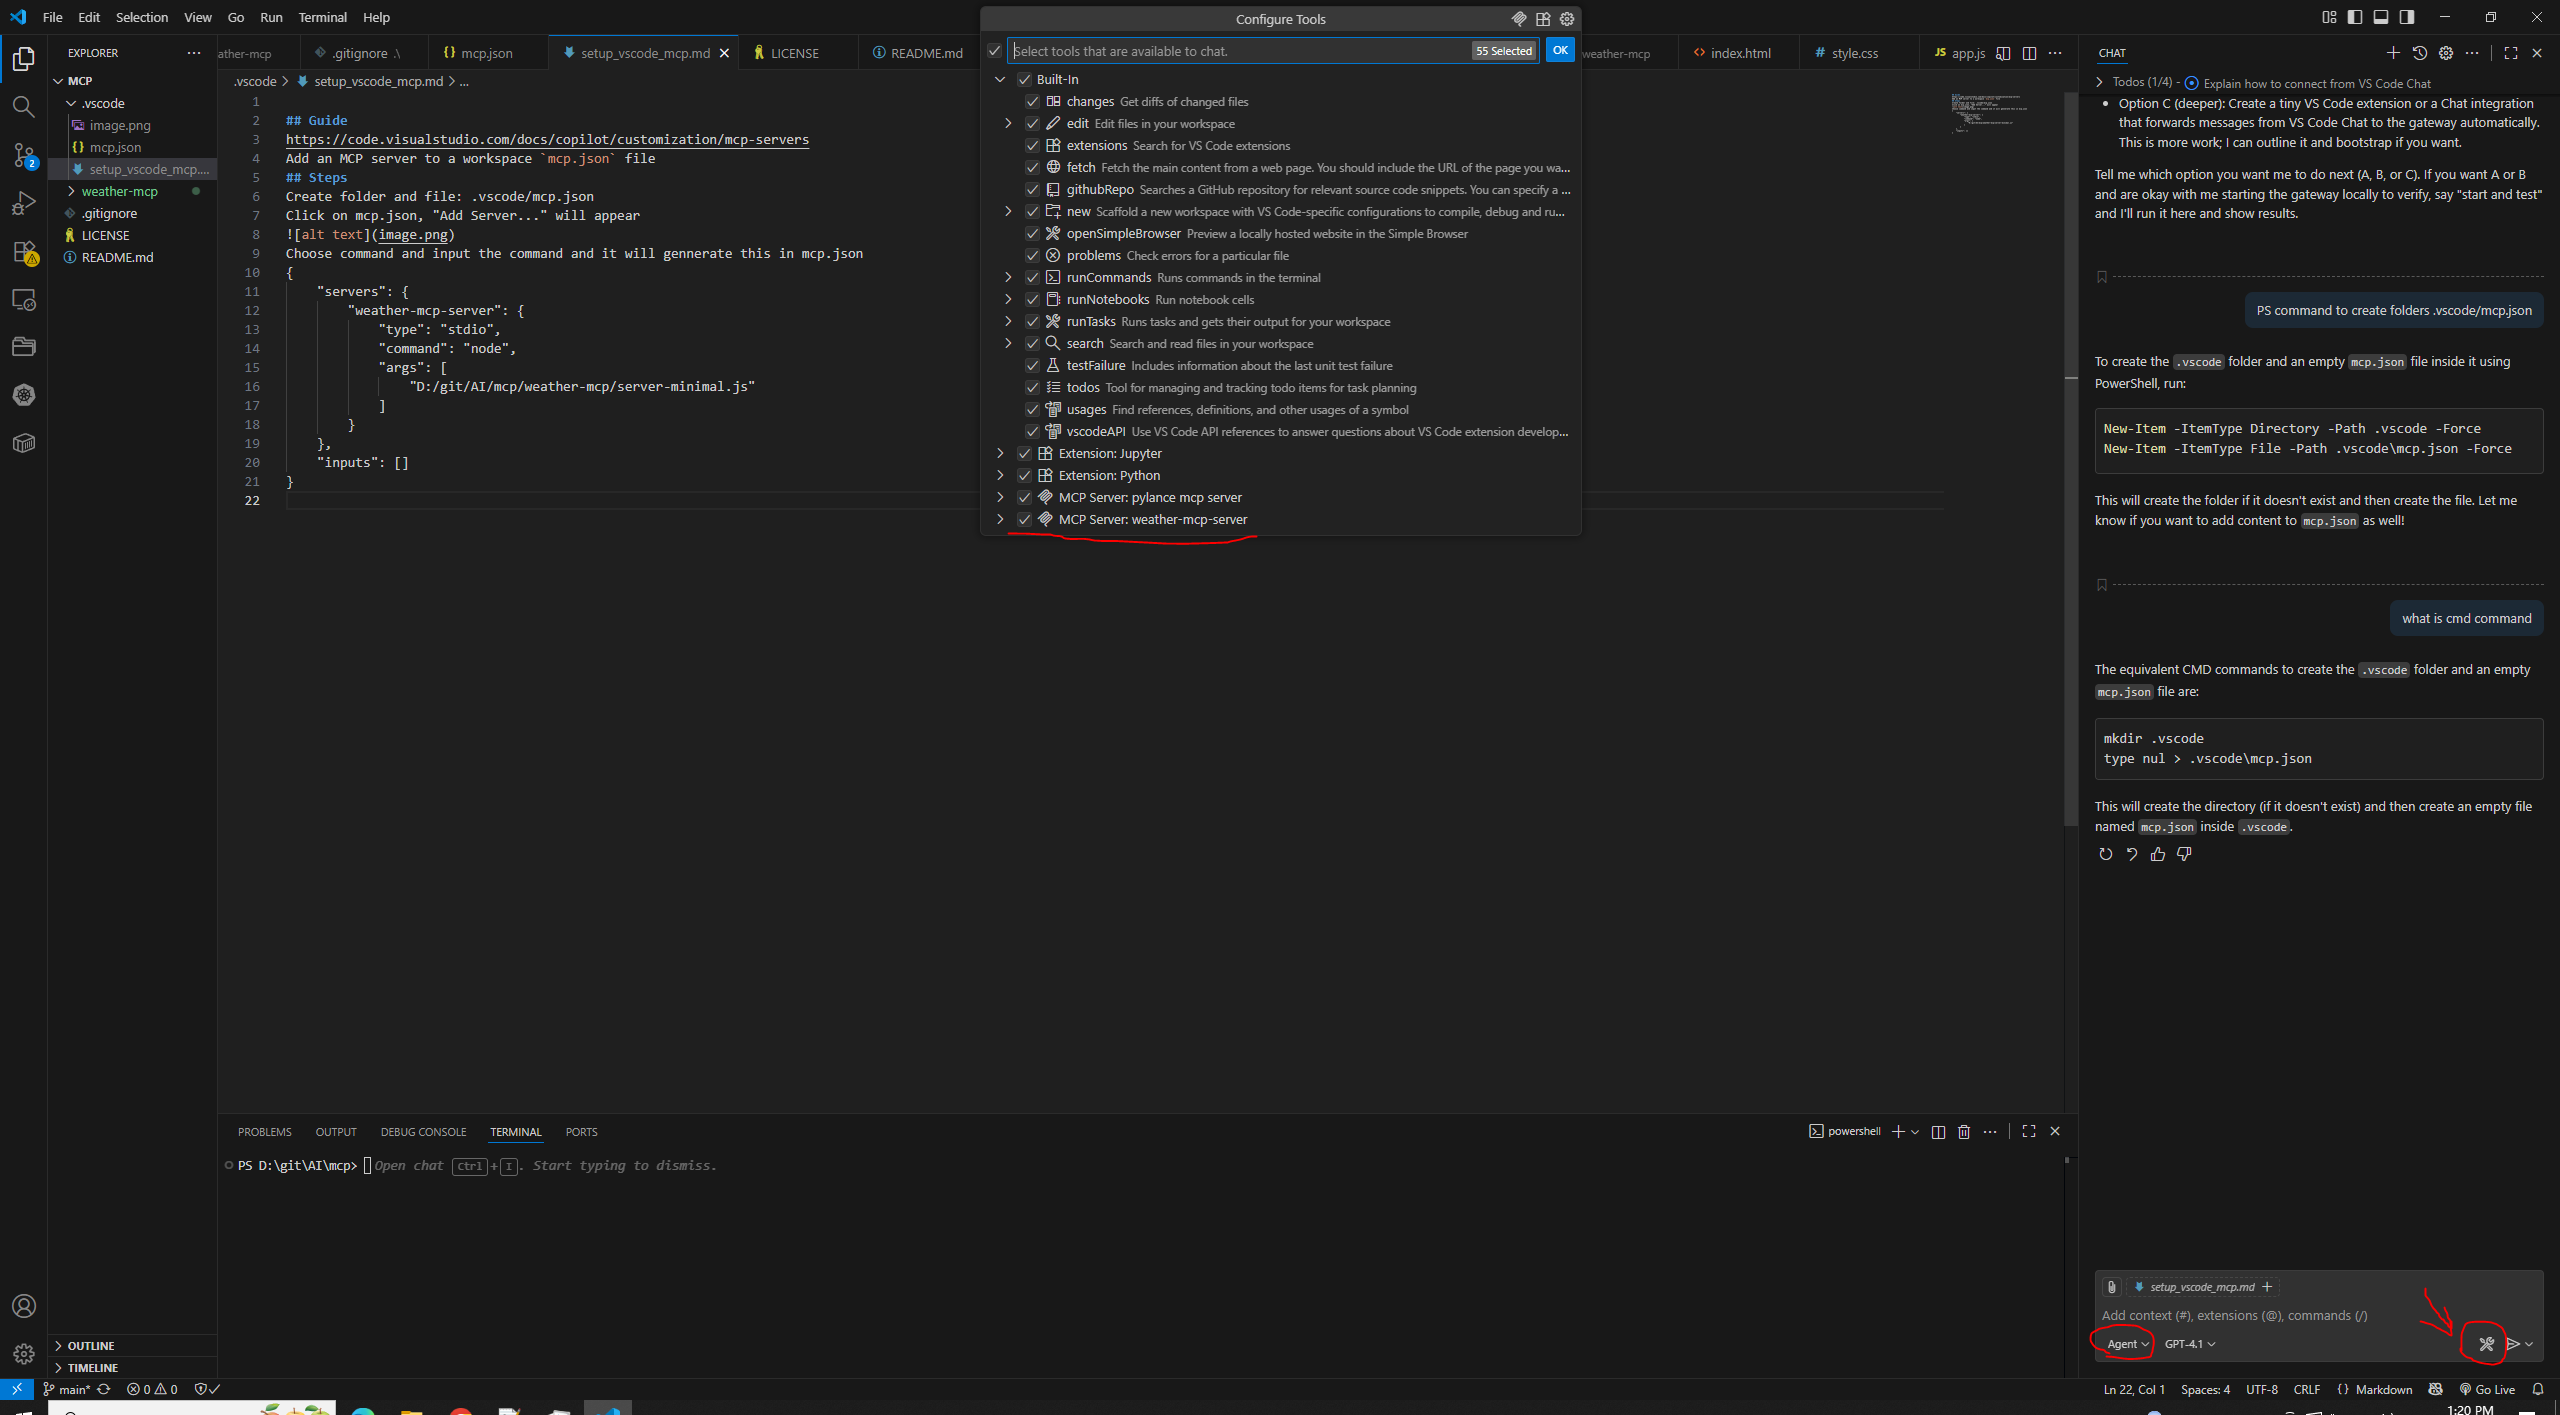 File Edit Selection View Go Run Terminal Help
Configure Tools
EXPLORER
MCP
.vscode
image.png
mcp.json
setup_vscode_mcp....
weather-mcp
.gitignore
LICENSE
README.md
OUTLINE
TIMELINE
ather-mcp
.gitignore .\
mcp.json
setup_vscode_mcp.md
LICENSE
README.md
weather-mcp
index.html
style.css
JS app.js
.vscode > setup_vscode_mcp.md > ...
1
2 ## Guide
3 https://code.visualstudio.com/docs/copilot/customization/mcp-servers
4 Add an MCP server to a workspace `mcp.json` file
5 ## Steps
6 Create folder and file: .vscode/mcp.json
7 Click on mcp.json, "Add Server..." will appear
8 ![alt text](image.png)
9 Choose command and input the command and it will gennerate this in mcp.json
10 {
11 "servers": {
12 "weather-mcp-server": {
13 "type": "stdio",
14 "command": "node",
15 "args": [
16 "D:/git/AI/mcp/weather-mcp/server-minimal.js"
17 ]
18 }
19 },
20 "inputs": []
21 }
22
Select tools that are available to chat. 55 Selected OK
Built-In
changes Get diffs of changed files
edit Edit files in your workspace
extensions Search for VS Code extensions
fetch Fetch the main content from a web page. You should include the URL of the page you wa...
githubRepo Searches a GitHub repository for relevant source code snippets. You can specify a ...
new Scaffold a new workspace with VS Code-specific configurations to compile, debug and ru...
openSimpleBrowser Preview a locally hosted website in the Simple Browser
problems Check errors for a particular file
runCommands Runs commands in the terminal
runNotebooks Run notebook cells
runTasks Runs tasks and gets their output for your workspace
search Search and read files in your workspace
testFailure Includes information about the last unit test failure
todos Tool for managing and tracking todo items for task planning
usages Find references, definitions, and other usages of a symbol
vscodeAPI Use VS Code API references to answer questions about VS Code extension develop...
Extension: Jupyter
Extension: Python
MCP Server: pylance mcp server
MCP Server: weather-mcp-server
PROBLEMS OUTPUT DEBUG CONSOLE TERMINAL PORTS
powershell
PS D:\git\AI\mcp> Open chat Ctrl+I. Start typing to dismiss.
CHAT
Todos (1/4) - Explain how to connect from VS Code Chat
• Option C (deeper): Create a tiny VS Code extension or a Chat integration
that forwards messages from VS Code Chat to the gateway automatically.
This is more work; I can outline it and bootstrap if you want.
Tell me which option you want me to do next (A, B, or C). If you want A or B
and are okay with me starting the gateway locally to verify, say "start and test"
and I'll run it here and show results.
PS command to create folders .vscode/mcp.json
To create the .vscode folder and an empty mcp.json file inside it using
PowerShell, run:
New-Item -ItemType Directory -Path .vscode -Force
New-Item -ItemType File -Path .vscode\mcp.json -Force
This will create the folder if it doesn't exist and then create the file. Let me
know if you want to add content to mcp.json as well!
what is cmd command
The equivalent CMD commands to create the .vscode folder and an empty
mcp.json file are:
mkdir .vscode
type nul > .vscode\mcp.json
This will create the directory (if it doesn't exist) and then create an empty file
named mcp.json inside .vscode.
setup_vscode_mcp.md +
Add context (#), extensions (@), commands (/)
Agent GPT-4.1
2
main* 0 0
Ln 22, Col 1 Spaces: 4 UTF-8 CRLF {} Markdown Go Live
1:20 PM